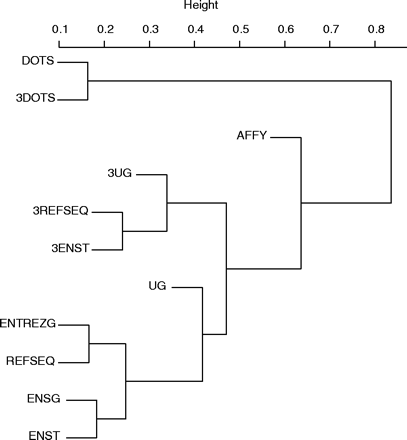 Height
0.1 0.2 0.3 0.4 0.5 0.6 0.7 0.8
DOTS
3DOTS
AFFY
3UG
3REFSEQ
3ENST
UG
ENTREZG
REFSEQ
ENSG
ENST